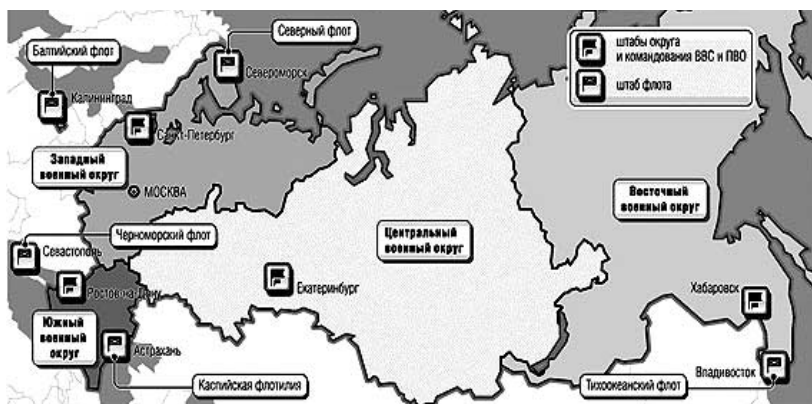 Северный флот
Балтийский флот
штабы округа
и командования ВВС и ПВО
штаб флота
Североморск
Калининград
Санкт-Петербург
Западный
военный округ
МОСКВА
Восточный
военный округ
Черноморский флот
Севастополь
Центральный
военный округ
Ростов-на-Дону
Екатеринбург
Хабаровск
Южный
военный
округ
Астрахань
Владивосток
Каспийская флотилия
Тихоокеанский флот